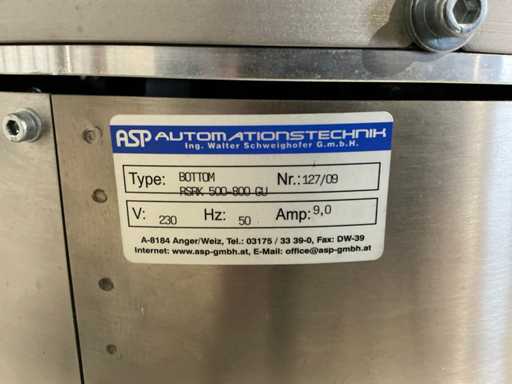 ASP AUTOMATIONSTECHNIK
Ing. Walter Schweighofer G.m.b.H.
Type: BOTTOM Nr.: 127/09
RSRK 500-800 GU
V: 230 Hz: 50 Amp: 9,0
A-8184 Anger/Weiz, Tel.: 03175 / 33 39-0, Fax: DW-39
Internet: www.asp-gmbh.at, E-Mail: office@asp-gmbh.at